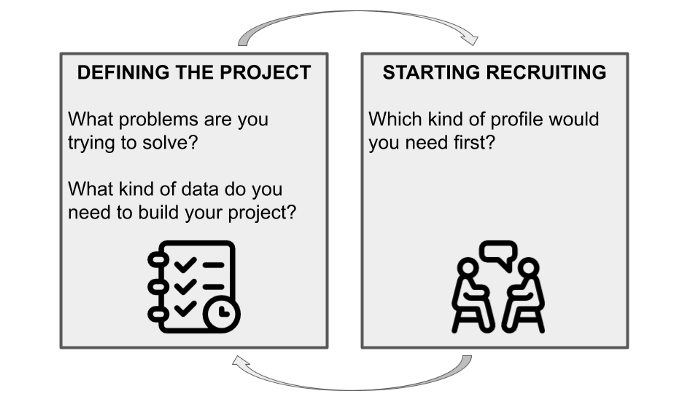 DEFINING THE PROJECT
What problems are you
trying to solve?
What kind of data do you
need to build your project?
STARTING RECRUITING
Which kind of profile would
you need first?